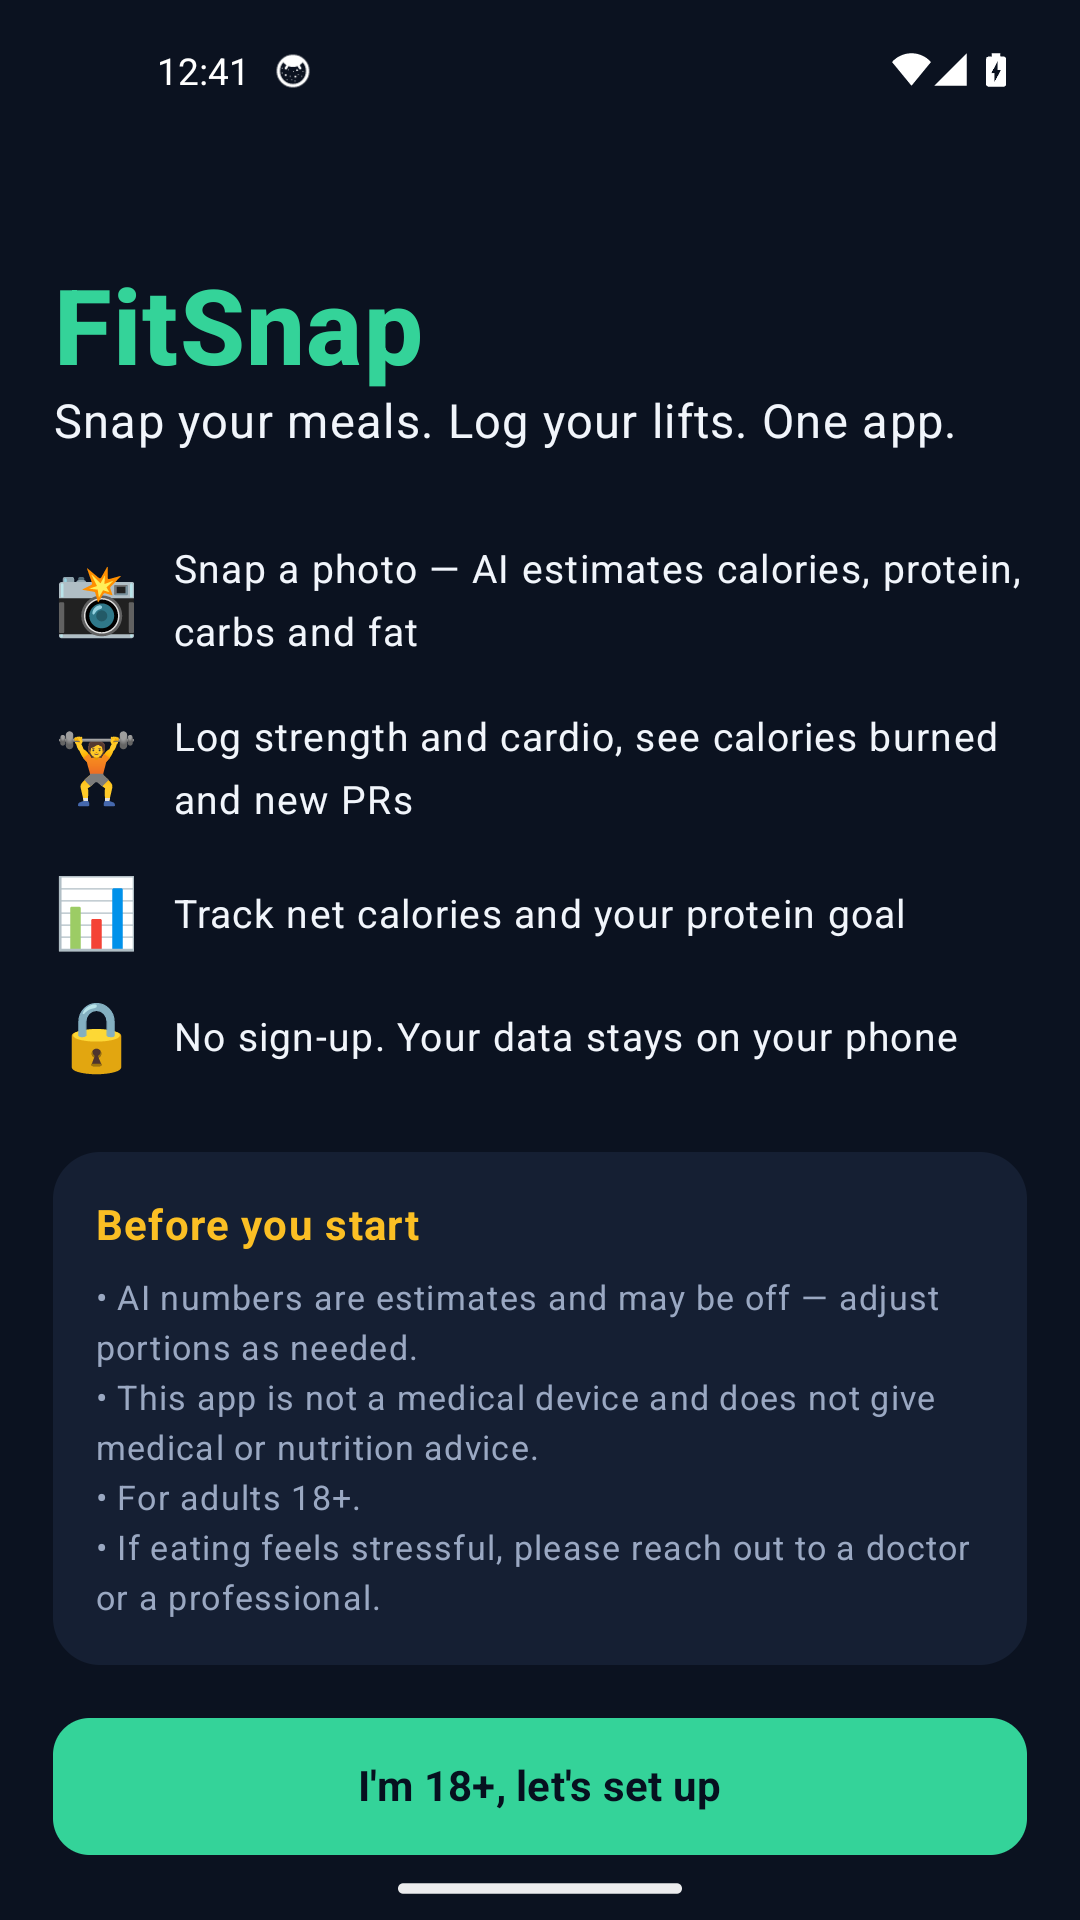 12:41
FitSnap
Snap your meals. Log your lifts. One app.
Snap a photo — AI estimates calories, protein,
carbs and fat
Log strength and cardio, see calories burned
and new PRs
Track net calories and your protein goal
No sign-up. Your data stays on your phone
Before you start
• AI numbers are estimates and may be off — adjust
portions as needed.
• This app is not a medical device and does not give
medical or nutrition advice.
• For adults 18+.
• If eating feels stressful, please reach out to a doctor
or a professional.
I'm 18+, let's set up